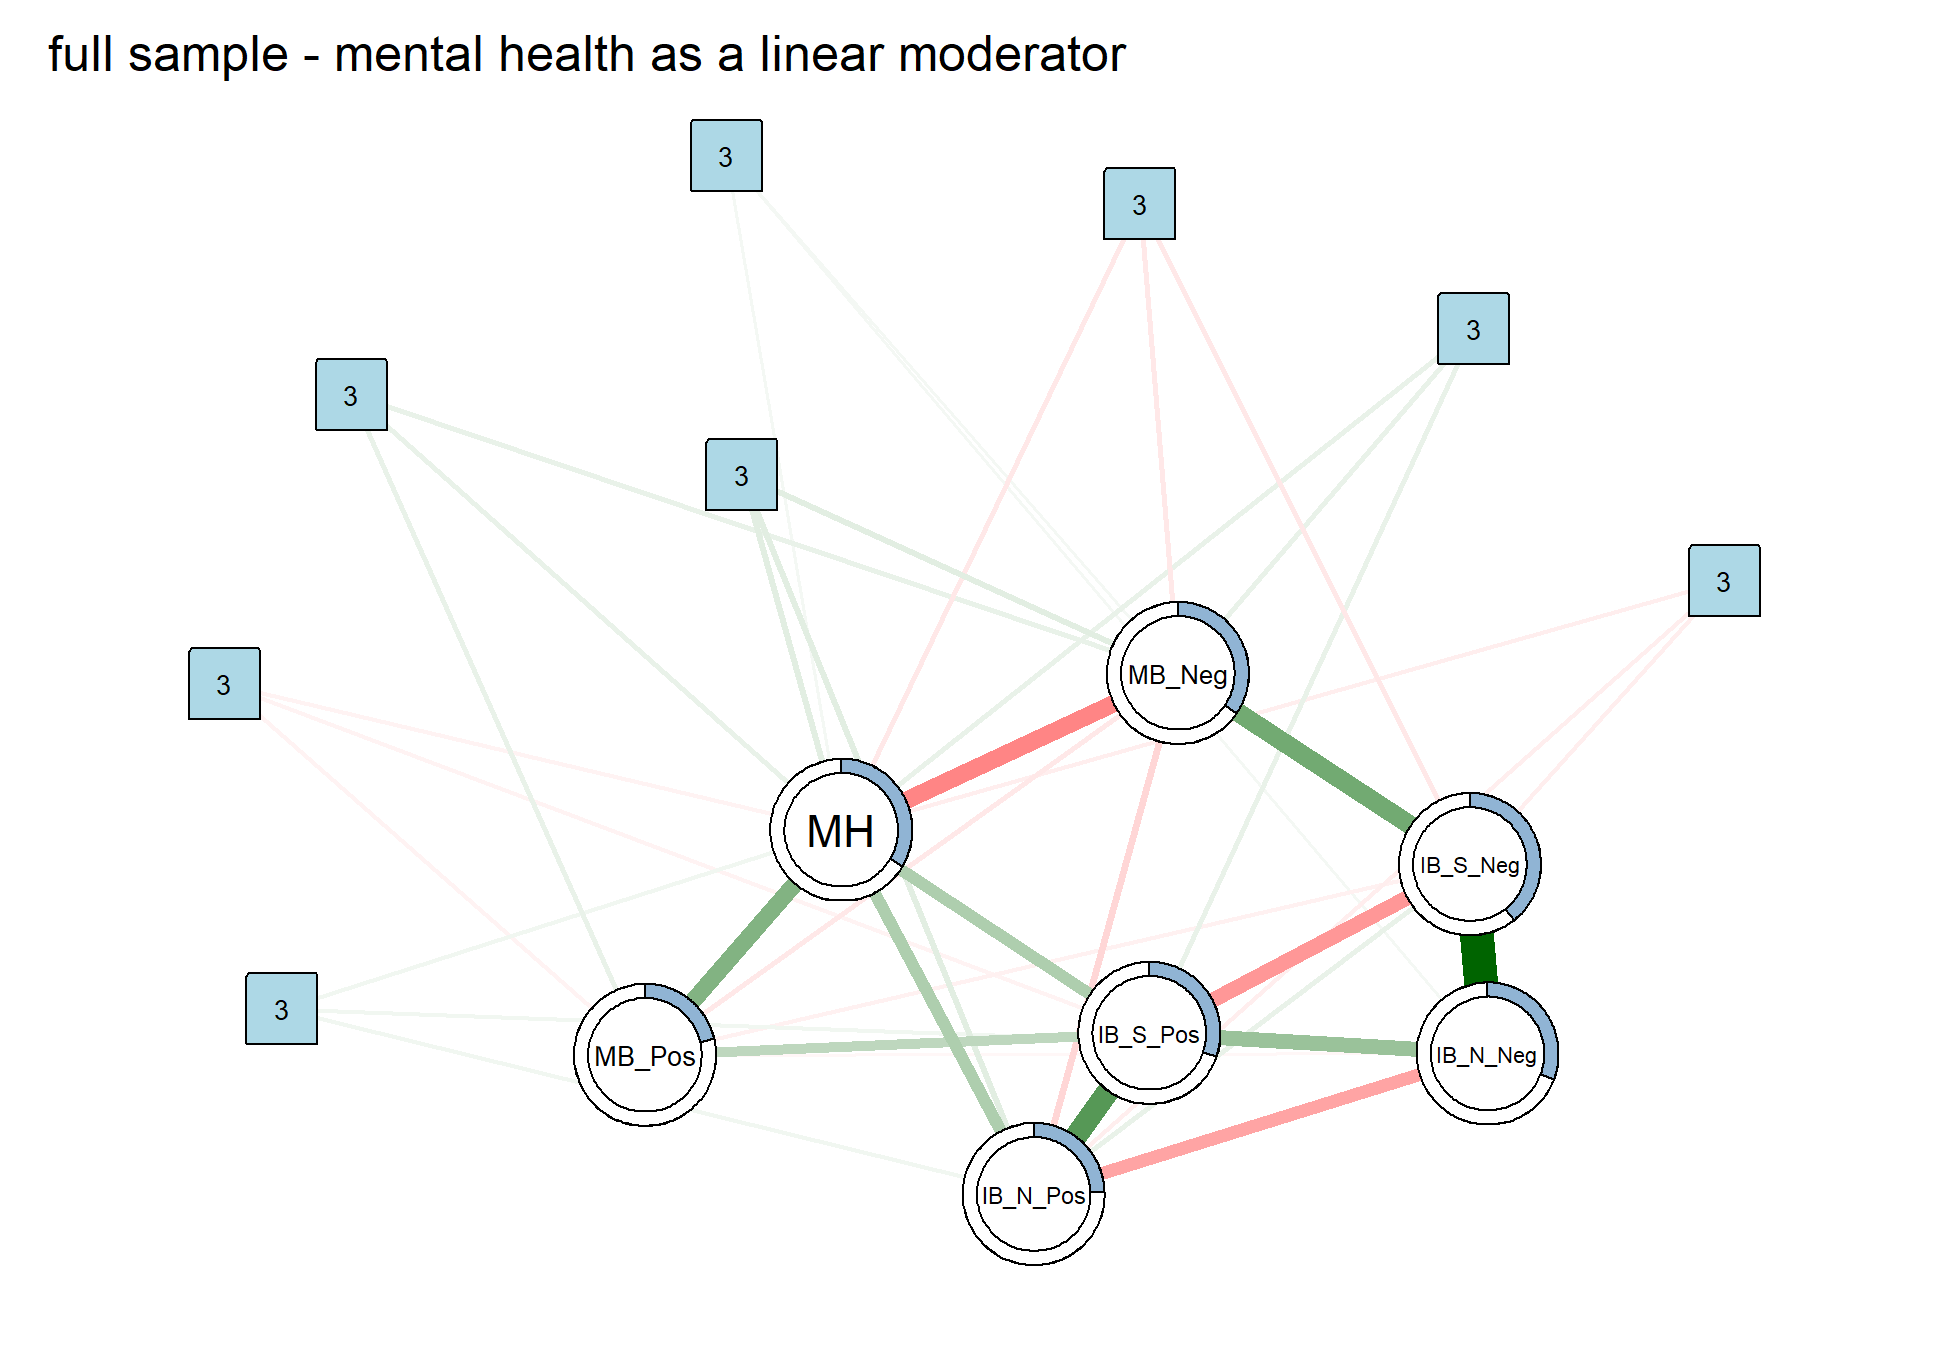 full sample - mental health as a linear moderator
3
3
3
3
3
3
3
MB_Neg
3
MH
IB_S_Neg
3
IB_S_Pos
MB_Pos
IB_N_Neg
IB_N_Pos